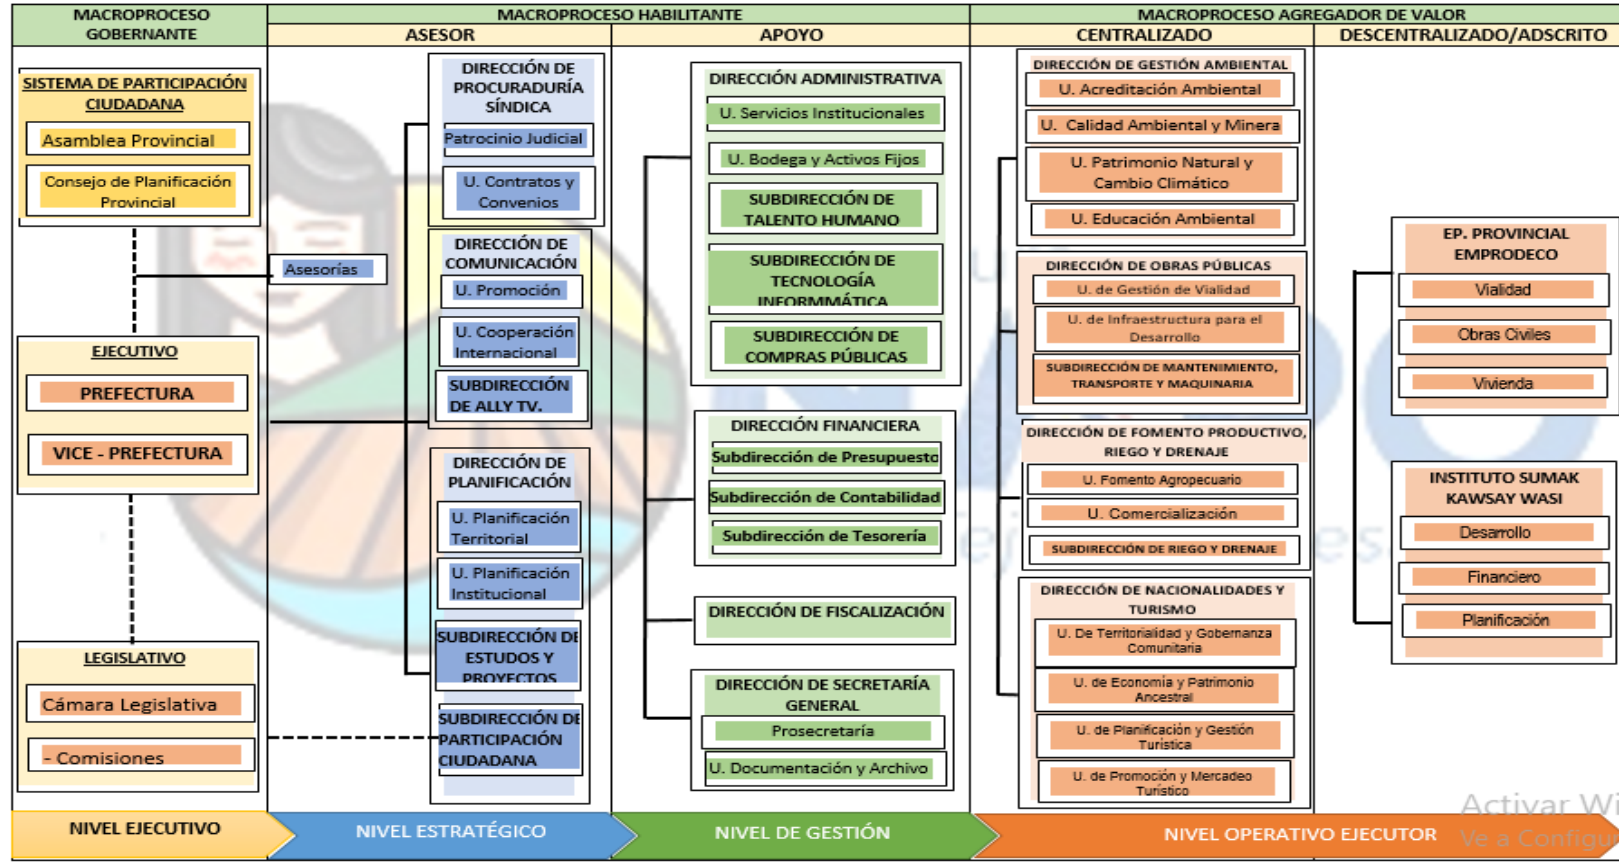 MACROPROCESO
GOBERNANTE
MACROPROCESO HABILITANTE
MACROPROCESO AGREGADOR DE VALOR
ASESOR
APOYO
CENTRALIZADO
DESCENTRALIZADO/ADSCRITO
SISTEMA DE PARTICIPACIÓN
CIUDADANA
Asamblea Provincial
Consejo de Planificación
Provincial
EJECUTIVO
PREFECTURA
VICE - PREFECTURA
LEGISLATIVO
Cámara Legislativa
- Comisiones
Asesorías
DIRECCIÓN DE
PROCURADURÍA
SÍNDICA
Patrocinio Judicial
U. Contratos y
Convenios
DIRECCIÓN DE
COMUNICACIÓN
U. Promoción
U. Cooperación
Internacional
SUBDIRECCIÓN
DE ALLY TV.
DIRECCIÓN DE
PLANIFICACIÓN
U. Planificación
Territorial
U. Planificación
Institucional
SUBDIRECCIÓN DE
ESTUDOS Y
PROYECTOS
SUBDIRECCIÓN DE
PARTICIPACIÓN
CIUDADANA
DIRECCIÓN ADMINISTRATIVA
U. Servicios Institucionales
U. Bodega y Activos Fijos
SUBDIRECCIÓN DE
TALENTO HUMANO
SUBDIRECCIÓN DE
TECNOLOGÍA
INFORMMÁTICA
SUBDIRECCIÓN DE
COMPRAS PÚBLICAS
DIRECCIÓN FINANCIERA
Subdirección de Presupuesto
Subdirección de Contabilidad
Subdirección de Tesorería
DIRECCIÓN DE FISCALIZACIÓN
DIRECCIÓN DE SECRETARÍA
GENERAL
Prosecretaría
U. Documentación y Archivo
DIRECCIÓN DE GESTIÓN AMBIENTAL
U. Acreditación Ambiental
U. Calidad Ambiental y Minera
U. Patrimonio Natural y
Cambio Climático
U. Educación Ambiental
DIRECCIÓN DE OBRAS PÚBLICAS
U. de Gestión de Vialidad
U. de Infraestructura para el
Desarrollo
SUBDIRECCIÓN DE MANTENIMIENTO,
TRANSPORTE Y MAQUINARIA
DIRECCIÓN DE FOMENTO PRODUCTIVO,
RIEGO Y DRENAJE
U. Fomento Agropecuario
U. Comercialización
SUBDIRECCIÓN DE RIEGO Y DRENAJE
DIRECCIÓN DE NACIONALIDADES Y
TURISMO
U. De Territorialidad y Gobernanza
Comunitaria
U. de Economía y Patrimonio
Ancestral
U. de Planificación y Gestión
Turística
U. de Promoción y Mercadeo
Turístico
EP. PROVINCIAL
EMPRODECO
Vialidad
Obras Civiles
Vivienda
INSTITUTO SUMAK
KAWSAY WASI
Desarrollo
Financiero
Planificación
NIVEL EJECUTIVO
NIVEL ESTRATÉGICO
NIVEL DE GESTIÓN
NIVEL OPERATIVO EJECUTOR
Activar Wi
Ve a Configu